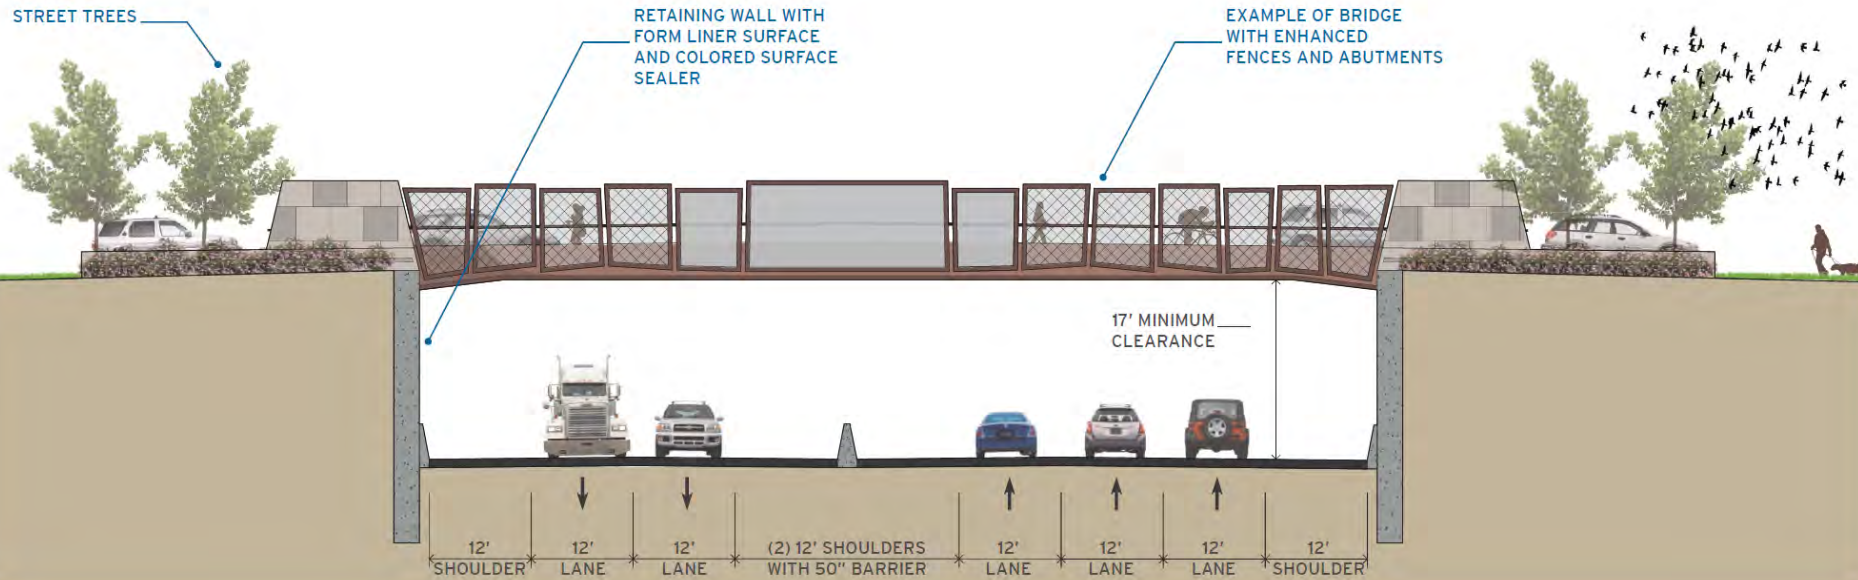 STREET TREES
RETAINING WALL WITH
FORM LINER SURFACE
AND COLORED SURFACE
SEALER
EXAMPLE OF BRIDGE
WITH ENHANCED
FENCES AND ABUTMENTS
17' MINIMUM
CLEARANCE
12'
SHOULDER
12'
LANE
12'
LANE
(2) 12' SHOULDERS
WITH 50" BARRIER
12'
LANE
12'
LANE
12'
LANE
12'
SHOULDER